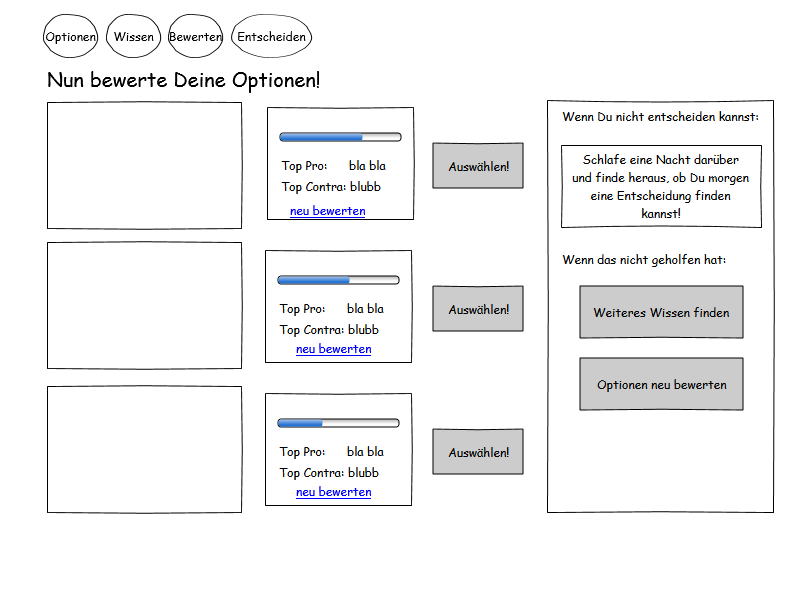 Optionen Wissen Bewerten Entscheiden
Nun bewerte Deine Optionen!
Top Pro: bla bla
Top Contra: blubb
neu bewerten
Auswählen!
Top Pro: bla bla
Top Contra: blubb
neu bewerten
Auswählen!
Top Pro: bla bla
Top Contra: blubb
neu bewerten
Auswählen!
Wenn Du nicht entscheiden kannst:
Schlafe eine Nacht darüber
und finde heraus, ob Du morgen
eine Entscheidung finden
kannst!
Wenn das nicht geholfen hat:
Weiteres Wissen finden
Optionen neu bewerten